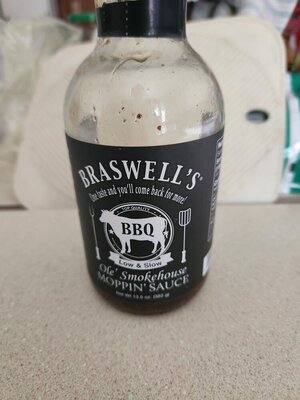 BRASWELL'S®
One taste and you'll come back for more!
TOP QUALITY
BBQ
Low & Slow
Ole' Smokehouse
MOPPIN' SAUCE